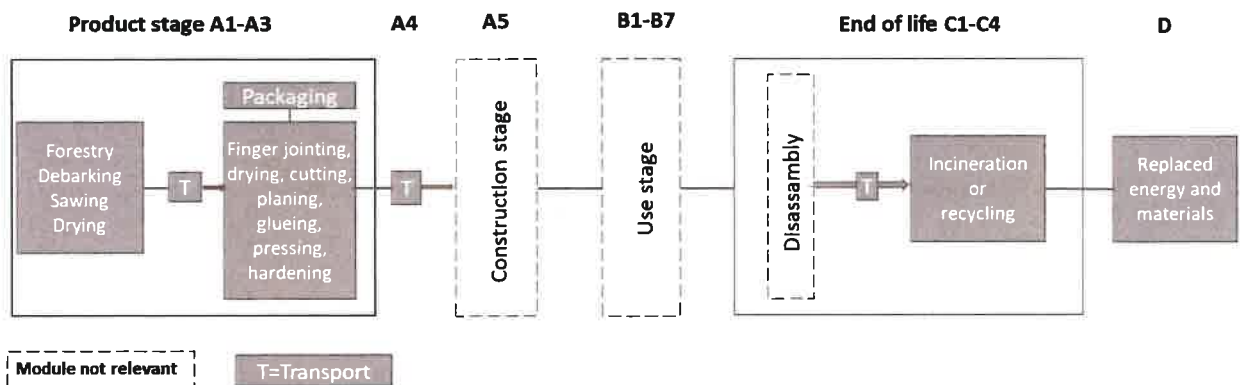 Product stage A1-A3
A4
A5
B1-B7
End of life C1-C4
D
Packaging
Forestry
Debarking
Sawing
Drying
T
Finger jointing,
drying, cutting,
planing,
glueing,
pressing,
hardening
T
Construction stage
Use stage
Disassambly
T
Incineration
or
recycling
Replaced
energy and
materials
Module not relevant
T=Transport